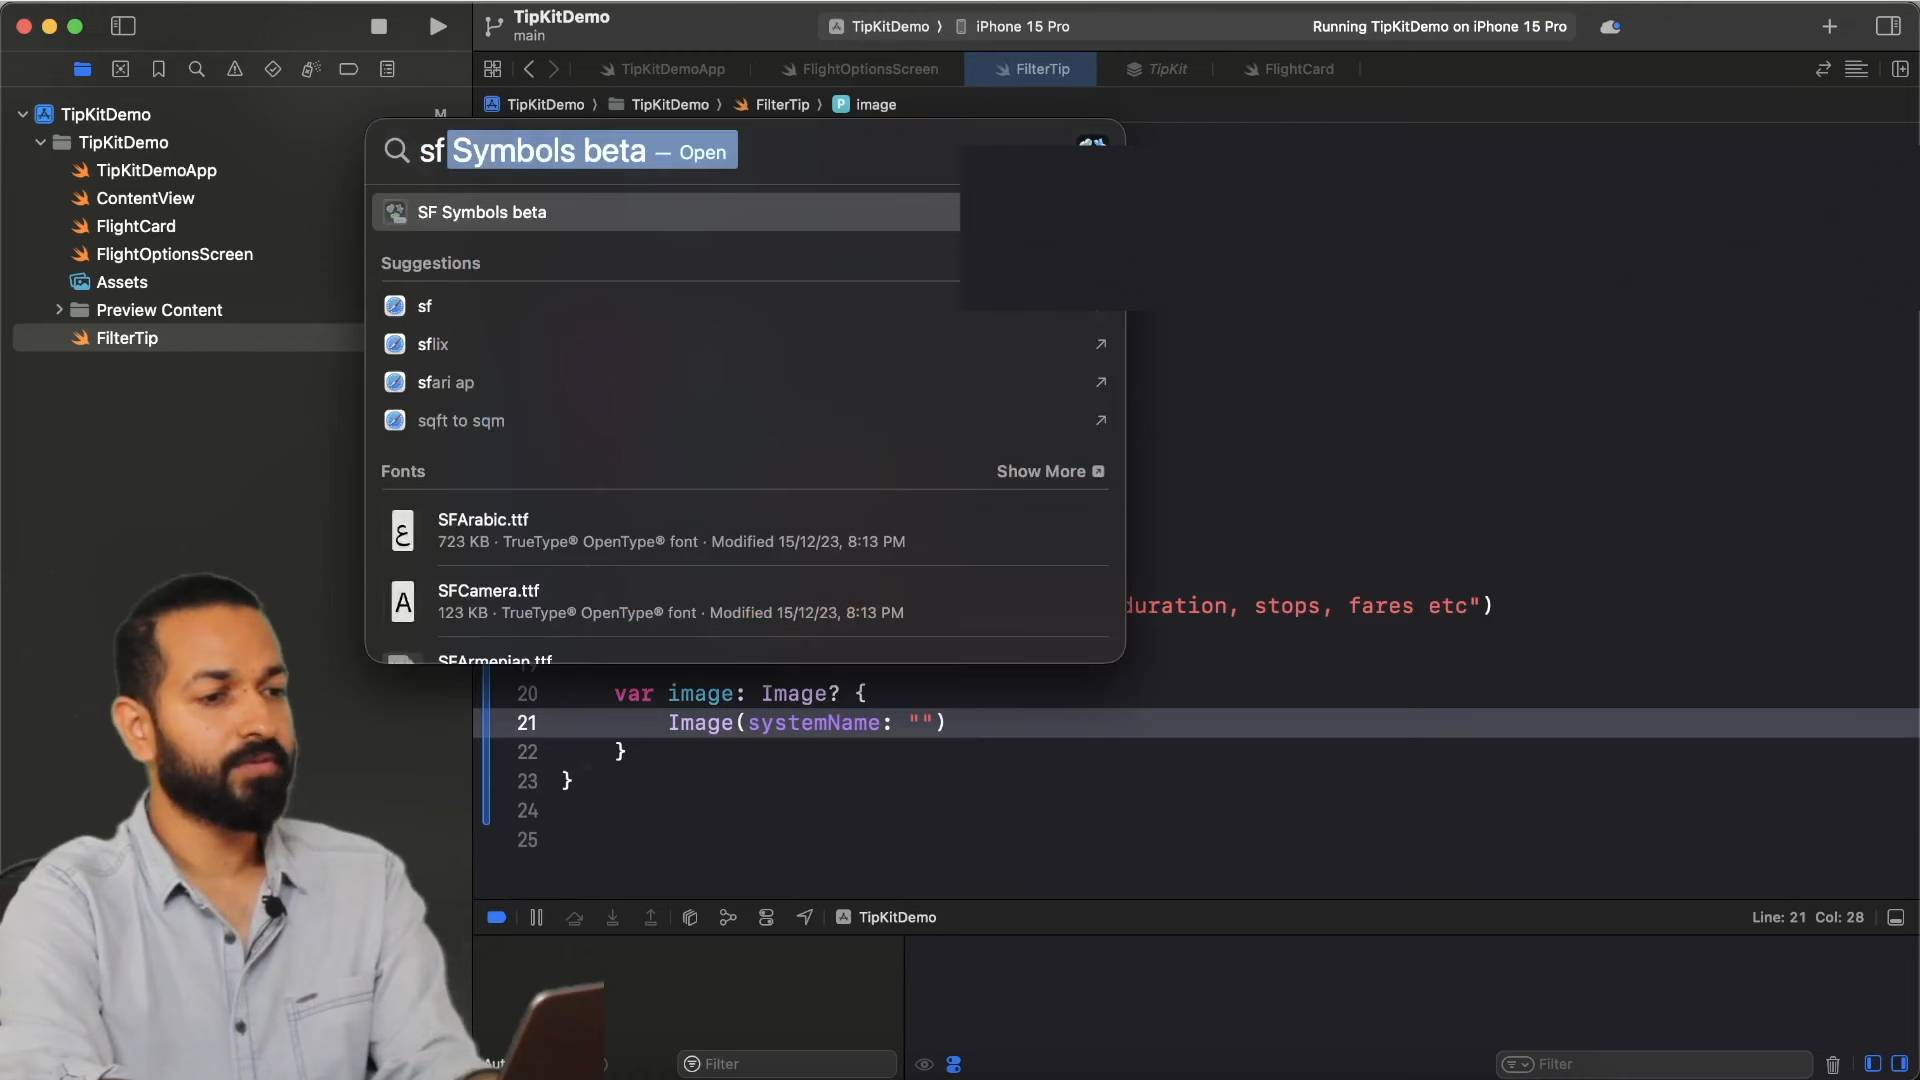 TipKitDemo
main
TipKitDemo 〉 iPhone 15 Pro
Running TipKitDemo on iPhone 15 Pro
TipKitDemoApp
FlightOptionsScreen
FilterTip
TipKit
FlightCard
TipKitDemo 〉 TipKitDemo 〉 FilterTip 〉 P image
TipKitDemo M
TipKitDemo
TipKitDemoApp
ContentView
FlightCard
FlightOptionsScreen
Assets
Preview Content
FilterTip
sf Symbols beta – Open
SF Symbols beta
Suggestions
sf
sflix
sfari ap
sqft to sqm
Fonts
Show More
SFArabic.ttf
723 KB · TrueType® OpenType® font · Modified 15/12/23, 8:13 PM
A SFCamera.ttf
123 KB · TrueType® OpenType® font · Modified 15/12/23, 8:13 PM
SFArmenian.ttf
duration, stops, fares etc")
20 var image: Image? {
21 Image(systemName: "")
22 }
23 }
24
25
TipKitDemo
Line: 21 Col: 28
Filter
Filter